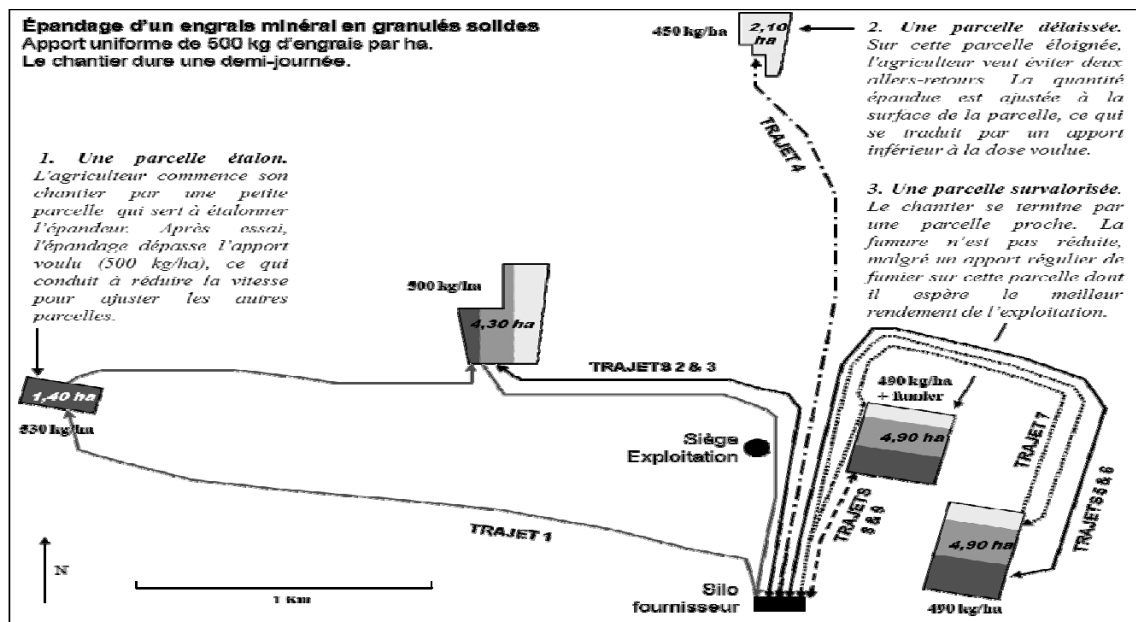 Épandage d'un engrais minéral en granulés solides
Apport uniforme de 500 kg d'engrais par ha.
Le chantier dure une demi-journée.
450 kg/ha
2,10
ha
2. Une parcelle délaissée.
Sur cette parcelle éloignée,
l'agriculteur veut éviter deux
allers-retours. La quantité
épandue est ajustée à la
surface de la parcelle, ce qui
se traduit par un apport
inférieur à la dose voulue.
TRAJET 4
1. Une parcelle étalon.
L'agriculteur commence son
chantier par une petite
parcelle qui sert à étalonner
l'épandeur. Après essai,
l'épandage dépasse l'apport
voulu (500 kg/ha), ce qui
conduit à réduire la vitesse
pour ajuster les autres
parcelles.
3. Une parcelle survalorisée.
Le chantier se termine par
une parcelle proche. La
fumure n'est pas réduite,
malgré un apport régulier de
fumier sur cette parcelle dont
il espère le meilleur
rendement de l'exploitation.
500 kg/ha
4,30 ha
TRAJETS 2 & 3
1,40 ha
530 kg/ha
490 kg/ha
+ fumier
4,90 ha
TRAJET 7
Siège
Exploitation
TRAJETS
8 & 9
TRAJETS 5 & 6
4,90 ha
490 kg/ha
TRAJET 1
N
1 Km
Silo
fournisseur